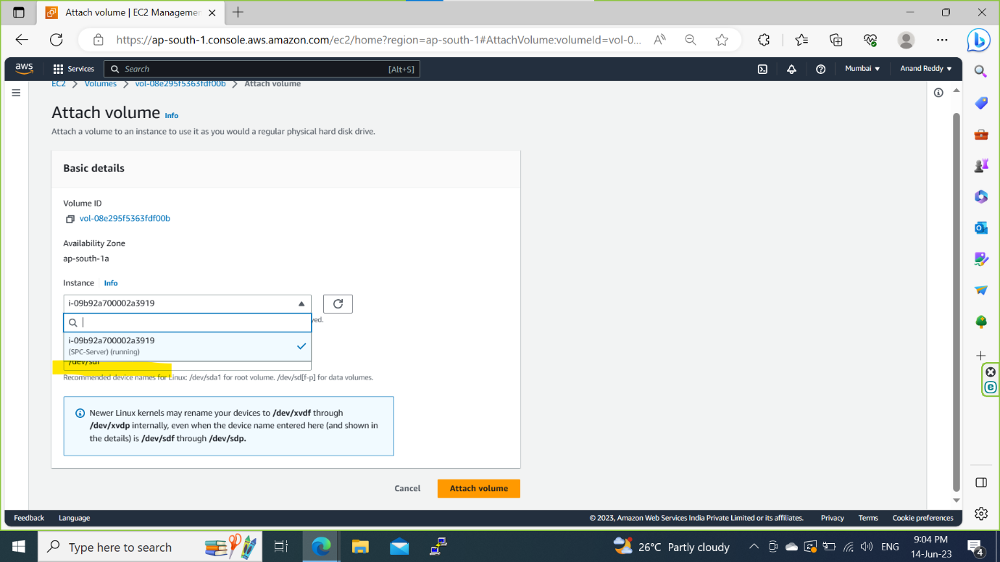 Attach volume | EC2 Managemen
https://ap-south-1.console.aws.amazon.com/ec2/home?region=ap-south-1#AttachVolume:volumeId=vol-0...
aws
Services
Search
[Alt+S]
Mumbai
Anand Reddy
EC2 > Volumes > vol-08e295f5363fdf00b > Attach volume
Attach volume Info
Attach a volume to an instance to use it as you would a regular physical hard disk drive.
Basic details
Volume ID
vol-08e295f5363fdf00b
Availability Zone
ap-south-1a
Instance Info
i-09b92a700002a3919
yed.
i-09b92a700002a3919
(SPC-Server) (running)
/dev/sdf
Recommended device names for Linux: /dev/sda1 for root volume. /dev/sd[f-p] for data volumes.
Newer Linux kernels may rename your devices to /dev/xvdf through
/dev/xvdp internally, even when the device name entered here (and shown in
the details) is /dev/sdf through /dev/sdp.
Cancel
Attach volume
Feedback
Language
© 2023, Amazon Web Services India Private Limited or its affiliates.
Privacy
Terms
Cookie preferences
Type here to search
26°C Partly cloudy
ENG
9:04 PM
14-Jun-23
4